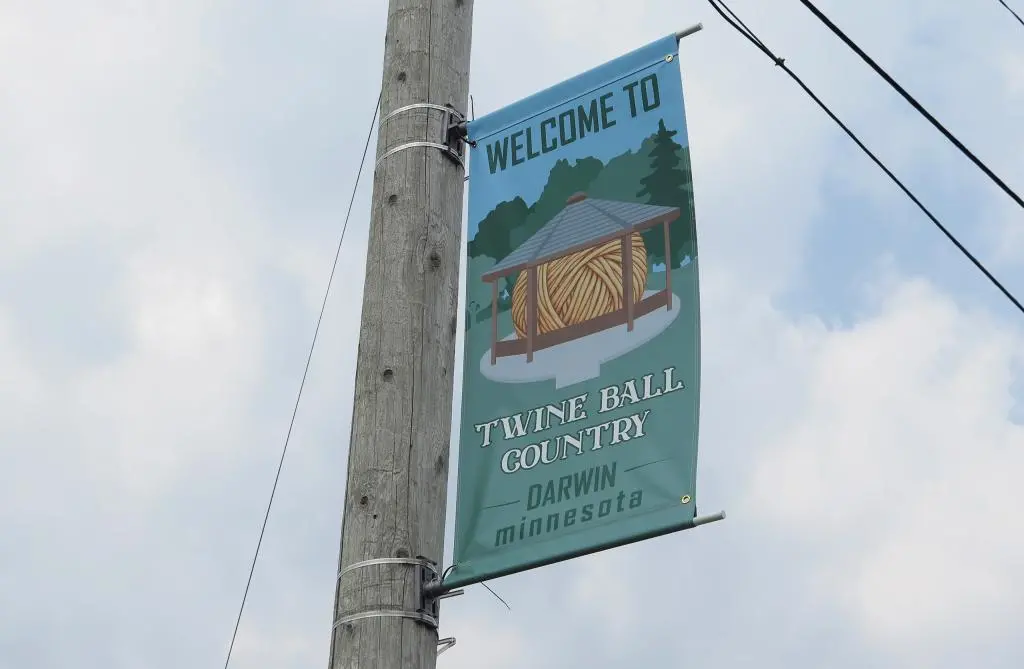 WELCOME TO
TWINE BALL
COUNTRY
DARWIN
minnesota